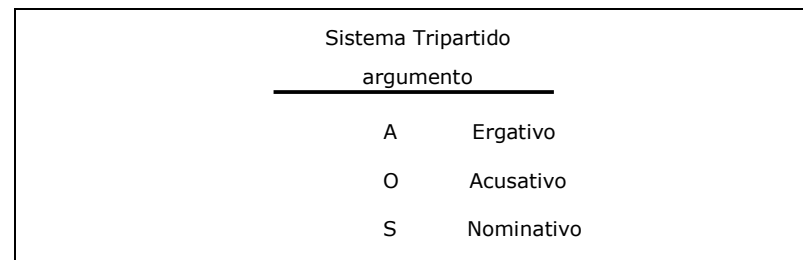 Sistema Tripartido
argumento
A Ergativo
O Acusativo
S Nominativo